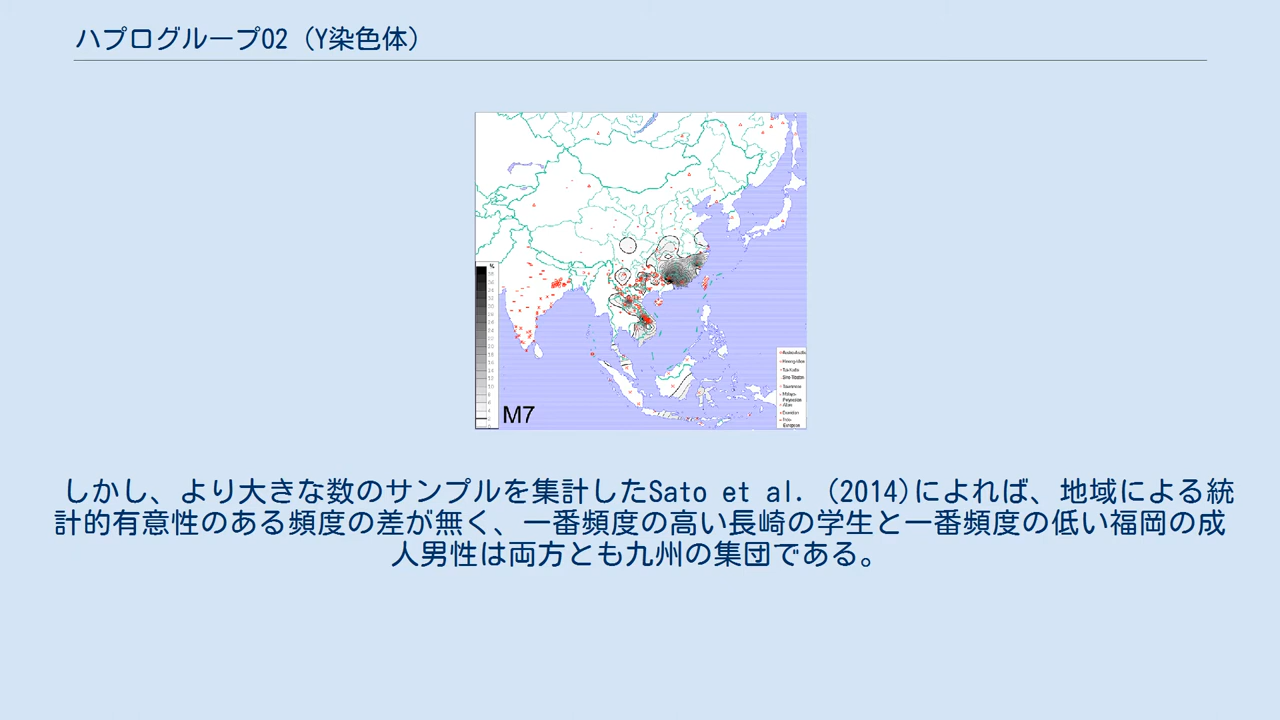 ハプログループO2（Y染色体）
M7
しかし、より大きな数のサンプルを集計したSato et al. (2014)によれば、地域による統
計的有意性のある頻度の差が無く、一番頻度の高い長崎の学生と一番頻度の低い福岡の成
人男性は両方とも九州の集団である。